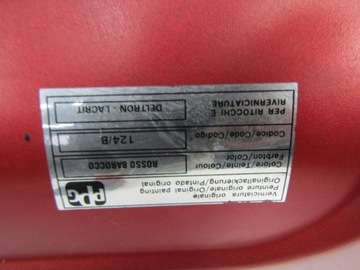 Verniciatura originale
Peinture originale/Original painting
Originallackierung/Pintado original
PPG
Colore/Teinte/Colour
Farbton/Color
ROSSO BAROCCO
Codice/Code/Codigo
124/B
PER RITOCCHI E
RIVERNICIATURE
DELTRON - LACRIT